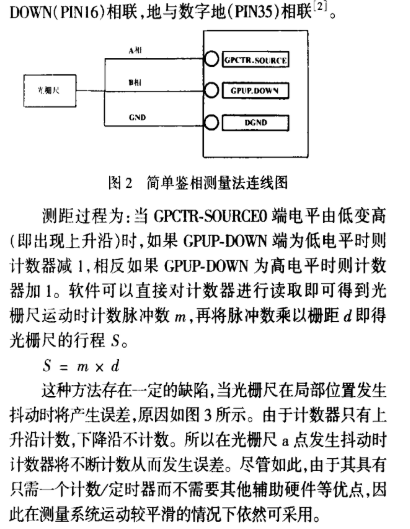 DOWN(PIN16)相联,地与数字地(PIN35)相联[2]。
A相
GPCTR-SOURCE
光栅尺
B相
GPUP.DOWN
GND
DGND
图2 简单鉴相测量法连线图
测距过程为:当 GPCTR-SOURCE0 端电平由低变高
(即出现上升沿)时,如果 GPUP-DOWN 端为低电平时则
计数器减1,相反如果 GPUP-DOWN 为高电平时则计数
器加1。软件可以直接对计数器进行读取即可得到光
栅尺运动时计数脉冲数 m,再将脉冲数乘以栅距 d 即得
光栅尺的行程 S。
S = m × d
这种方法存在一定的缺陷,当光栅尺在局部位置发生
抖动时将产生误差,原因如图3所示。由于计数器只有上
升沿计数,下降沿不计数。所以在光栅尺 a 点发生抖动时
计数器将不断计数从而发生误差。尽管如此,由于其具有
只需一个计数/定时器而不需要其他辅助硬件等优点,因
此在测量系统运动较平滑的情况下依然可采用。